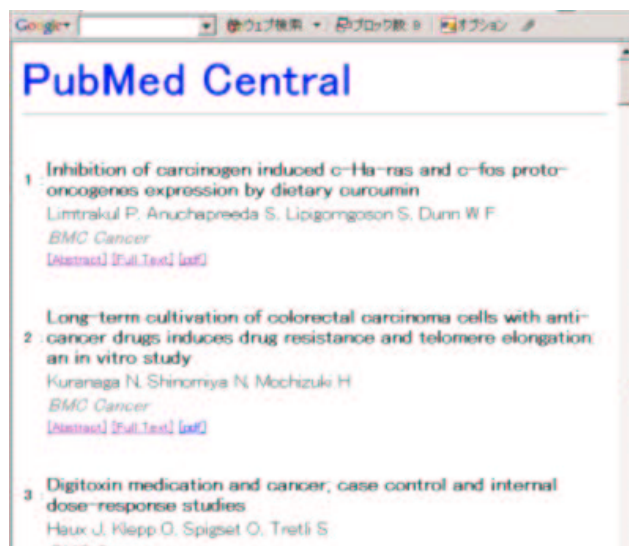 Google
ウェブ検索 ブロック数: 9 オプション
PubMed Central
1 Inhibition of carcinogen induced c-Ha-ras and c-fos proto-
oncogenes expression by dietary curcumin
Limtrakul P, Anuchapreeda S, Lipigorngoson S, Dunn W F
BMC Cancer
[Abstract] [Full Text] [pdf]
Long-term cultivation of colorectal carcinoma cells with anti-
2 cancer drugs induces drug resistance and telomere elongation:
an in vitro study
Kuranaga N, Shinomiya N, Mochizuki H
BMC Cancer
[Abstract] [Full Text] [pdf]
3 Digitoxin medication and cancer; case control and internal
dose-response studies
Haux J, Klepp O, Spigset O, Tretli S